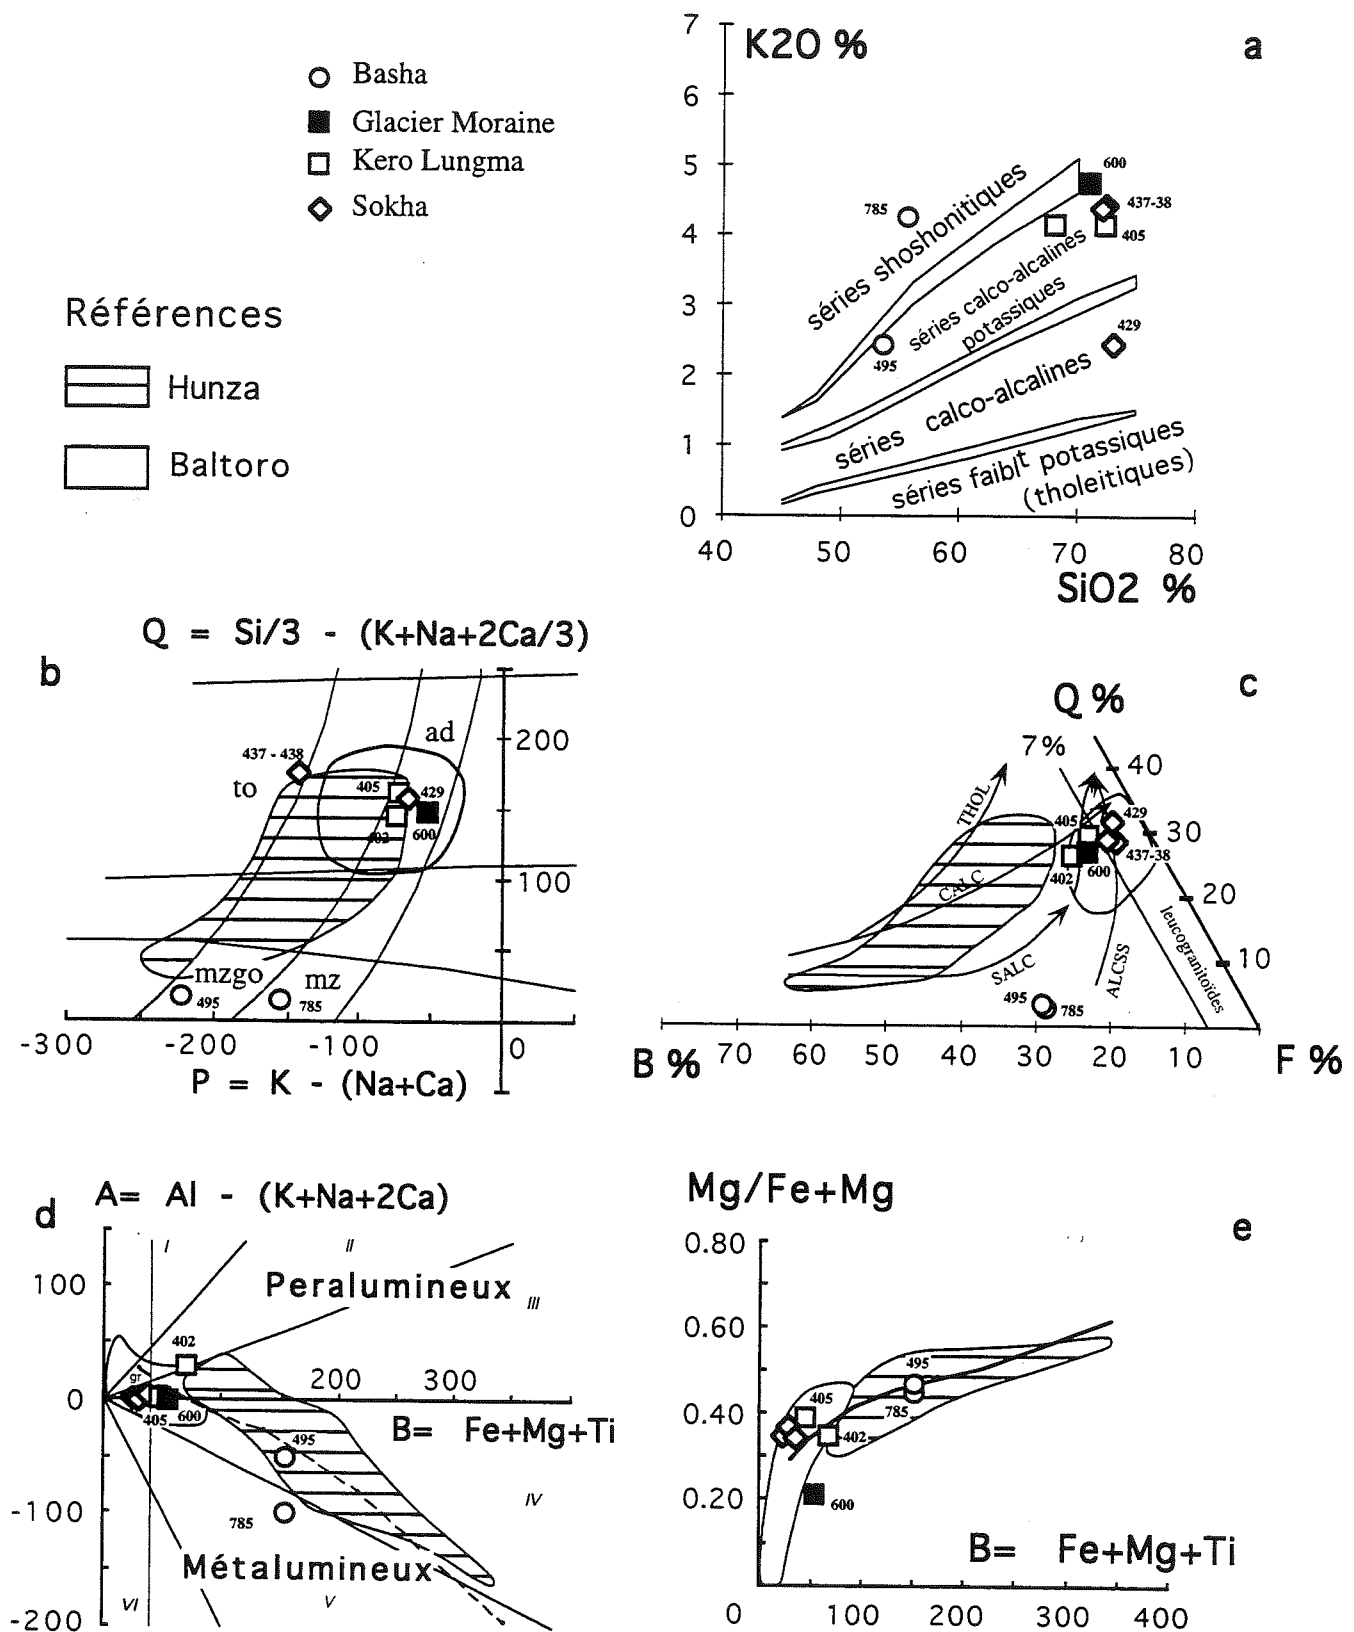 Basha
Glacier Moraine
Kero Lungma
Sokha
Références
Hunza
Baltoro
K2O %
a
7
6
5
4
3
2
1
0
40 50 60 70 80
SiO2 %
785
600
437-38
405
429
495
séries shoshonitiques
séries calco-alcalines
potassiques
séries calco-alcalines
séries faiblt potassiques
(tholeitiques)
Q = Si/3 - (K+Na+2Ca/3)
b
437 - 438
ad
200
to
405
429
402
600
100
mzgo
mz
495
785
-300 -200 -100 0
P = K - (Na+Ca)
c
Q %
7%
40
THOL
429
405
30
437-38
402
600
CALC
20
leucogranitoïdes
SALC
ALCSS
10
495
785
B % 70 60 50 40 30 20 10 F %
d
A= Al - (K+Na+2Ca)
I
II
100
Peralumineux
III
402
gr
200 300
0
405
600
B= Fe+Mg+Ti
495
-100
IV
785
Métalumineux
VI
V
-200
Mg/Fe+Mg
e
0.80
0.60
495
405
0.40
785
402
0.20
600
B= Fe+Mg+Ti
0 100 200 300 400